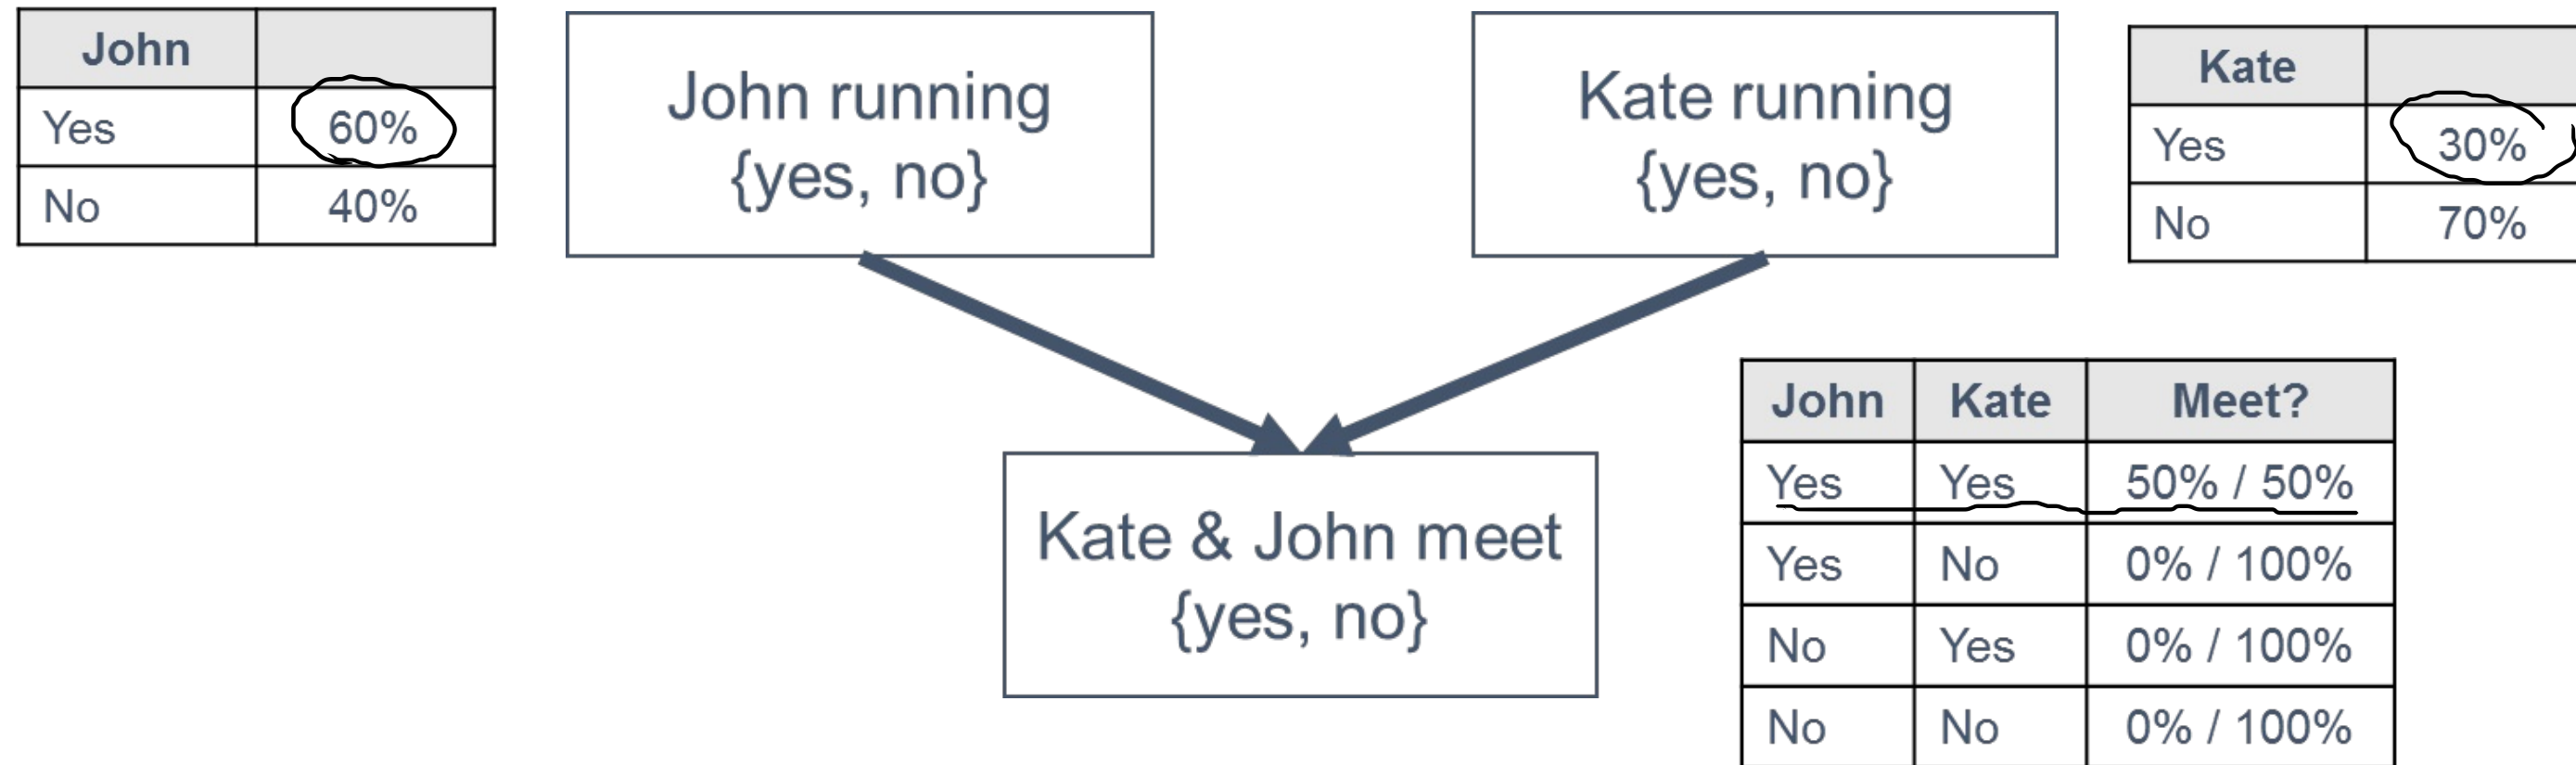 John
Yes 60%
No 40%
John running
{yes, no}
Kate running
{yes, no}
Kate
Yes 30%
No 70%
Kate & John meet
{yes, no}
John Kate Meet?
Yes Yes 50% / 50%
Yes No 0% / 100%
No Yes 0% / 100%
No No 0% / 100%